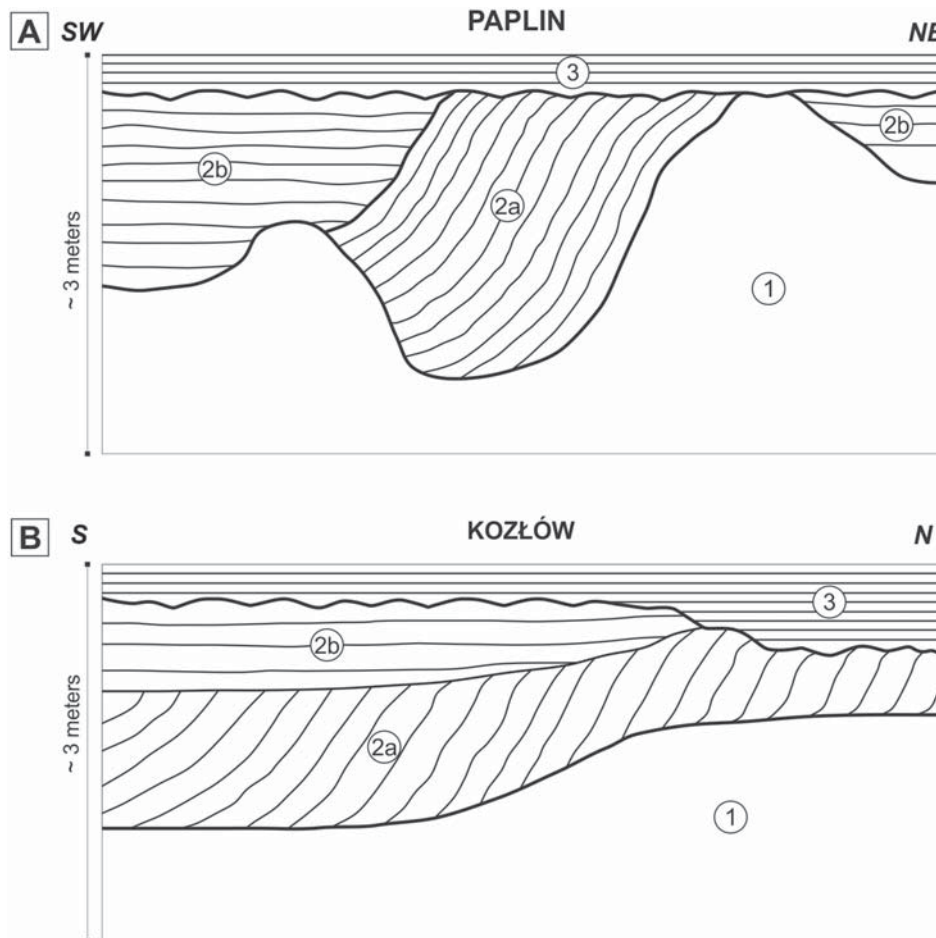 A SW PAPLIN NE
3
2b
2b
2a
1
~ 3 meters
B S KOZŁÓW N
3
2b
2a
1
~ 3 meters